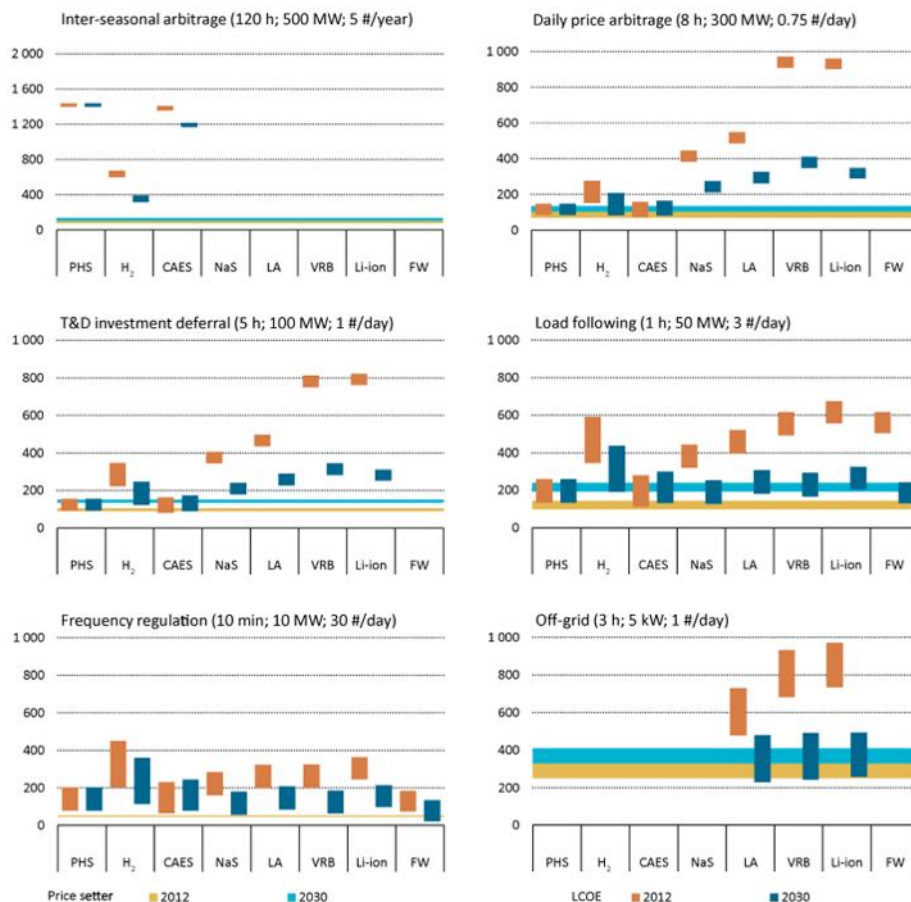 Inter-seasonal arbitrage (120 h; 500 MW; 5 #/year)
2 000
1 600
1 200
800
400
0
PHS H₂ CAES NaS LA VRB Li-ion FW
Daily price arbitrage (8 h; 300 MW; 0.75 #/day)
1 000
800
600
400
200
0
PHS H₂ CAES NaS LA VRB Li-ion FW
T&D investment deferral (5 h; 100 MW; 1 #/day)
1 000
800
600
400
200
0
PHS H₂ CAES NaS LA VRB Li-ion FW
Load following (1 h; 50 MW; 3 #/day)
1 000
800
600
400
200
0
PHS H₂ CAES NaS LA VRB Li-ion FW
Frequency regulation (10 min; 10 MW; 30 #/day)
1 000
800
600
400
200
0
PHS H₂ CAES NaS LA VRB Li-ion FW
Off-grid (3 h; 5 kW; 1 #/day)
1 000
800
600
400
200
0
PHS H₂ CAES NaS LA VRB Li-ion FW
Price setter 2012 2030 LCOE 2012 2030